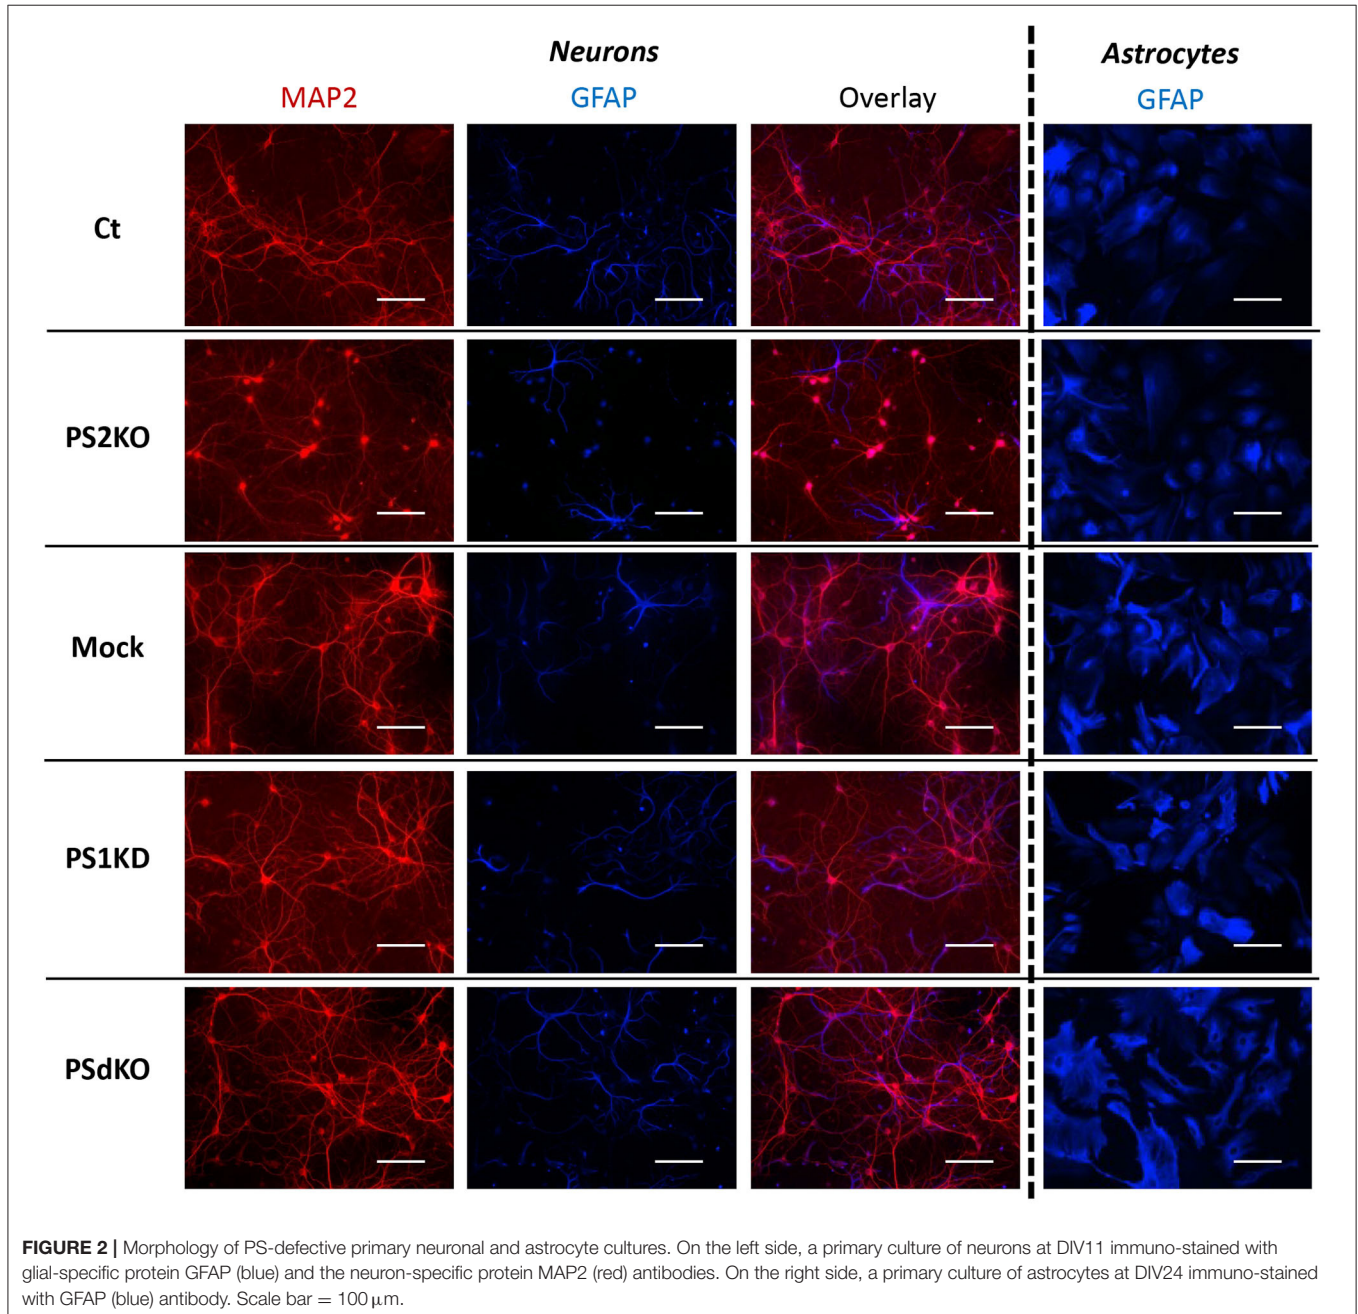 Neurons
Astrocytes
MAP2
GFAP
Overlay
GFAP
Ct
PS2KO
Mock
PS1KD
PSdKO
FIGURE 2 | Morphology of PS-defective primary neuronal and astrocyte cultures. On the left side, a primary culture of neurons at DIV11 immuno-stained with
glial-specific protein GFAP (blue) and the neuron-specific protein MAP2 (red) antibodies. On the right side, a primary culture of astrocytes at DIV24 immuno-stained
with GFAP (blue) antibody. Scale bar = 100 μm.